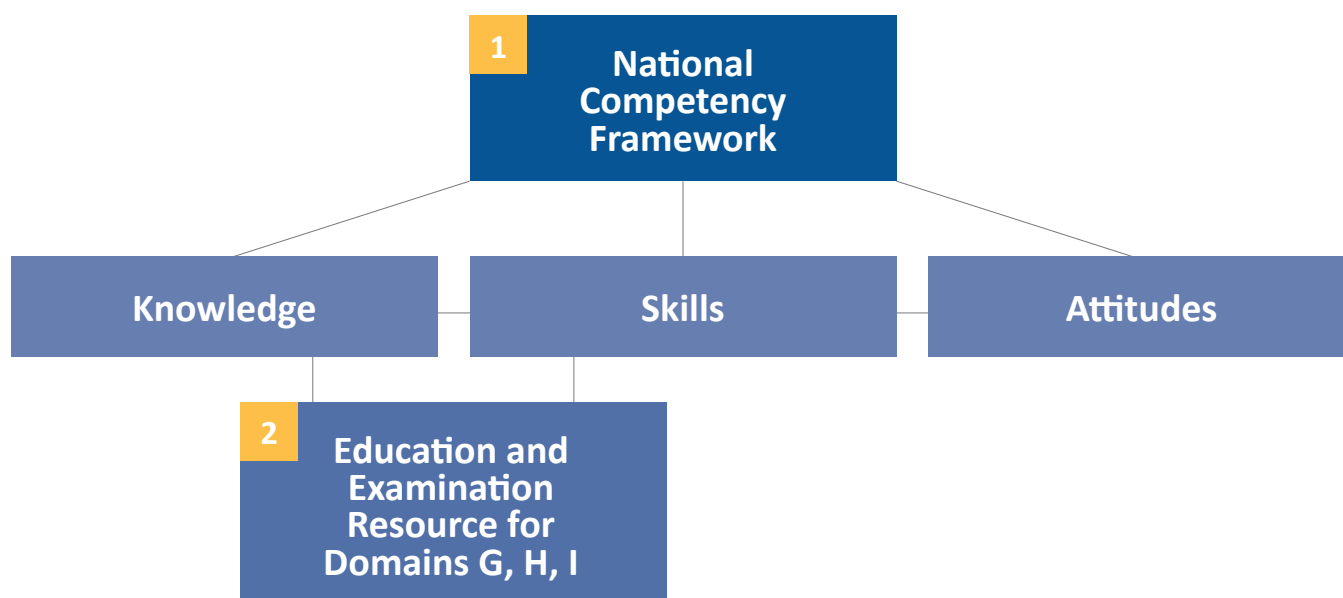 1
National
Competency
Framework
Knowledge
Skills
Attitudes
2
Education and
Examination
Resource for
Domains G, H, I